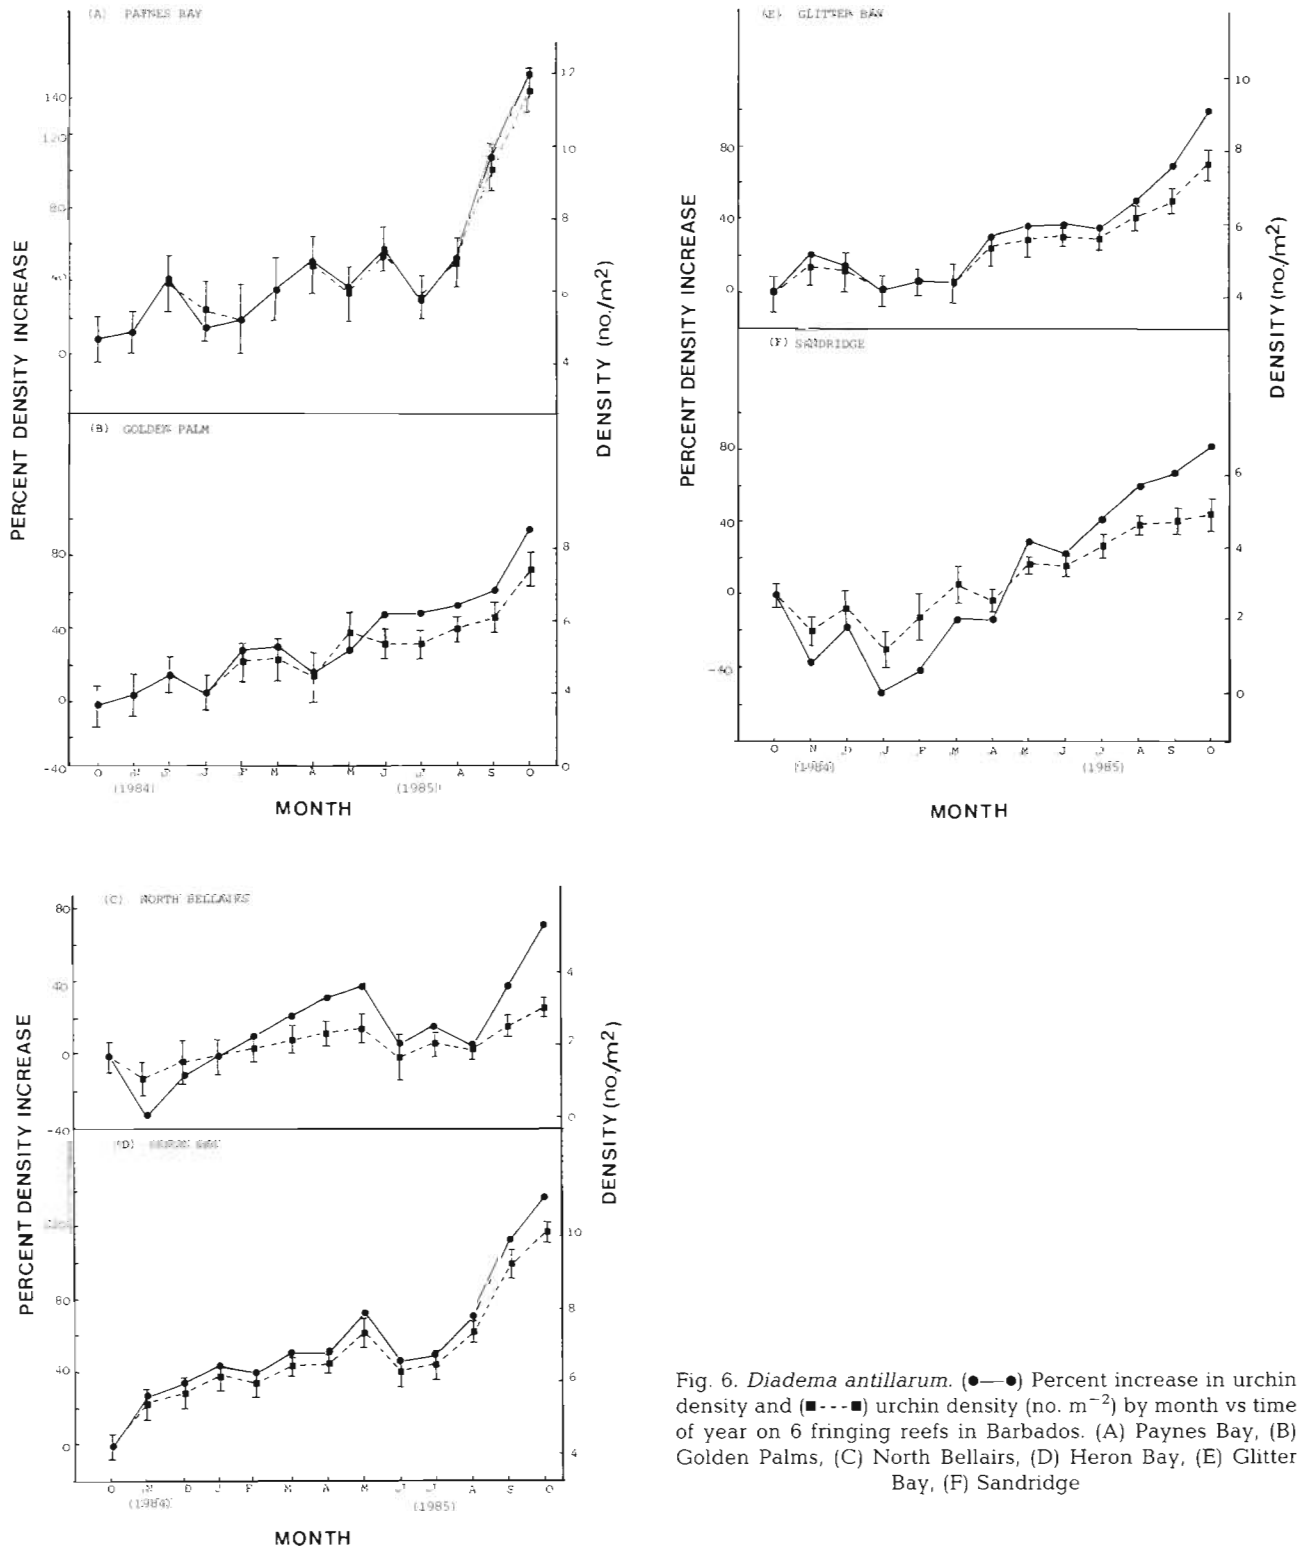 (A) PAYNES BAY
PERCENT DENSITY INCREASE
140
120
80
0
12
10
8
6
4
DENSITY (no./m2)
(B) GOLDEN PALM
80
40
0
-40
8
6
4
0
O N D J F M A M J J A S O
(1984) (1985)
MONTH
(E) GLITTER BAY
PERCENT DENSITY INCREASE
80
40
0
10
8
6
4
DENSITY (no./m2)
(F) SANDRIDGE
80
40
0
-40
6
4
2
0
O N D J F M A M J J A S O
(1984) (1985)
MONTH
(C) NORTH BELLAIRS
PERCENT DENSITY INCREASE
80
40
0
-40
4
2
0
DENSITY (no./m2)
(D)
80
40
0
10
8
6
4
O N D J F M A M J J A S O
(1984) (1985)
MONTH
Fig. 6. Diadema antillarum. (●—●) Percent increase in urchin
density and (■---■) urchin density (no. m−2) by month vs time
of year on 6 fringing reefs in Barbados. (A) Paynes Bay, (B)
Golden Palms, (C) North Bellairs, (D) Heron Bay, (E) Glitter
Bay, (F) Sandridge